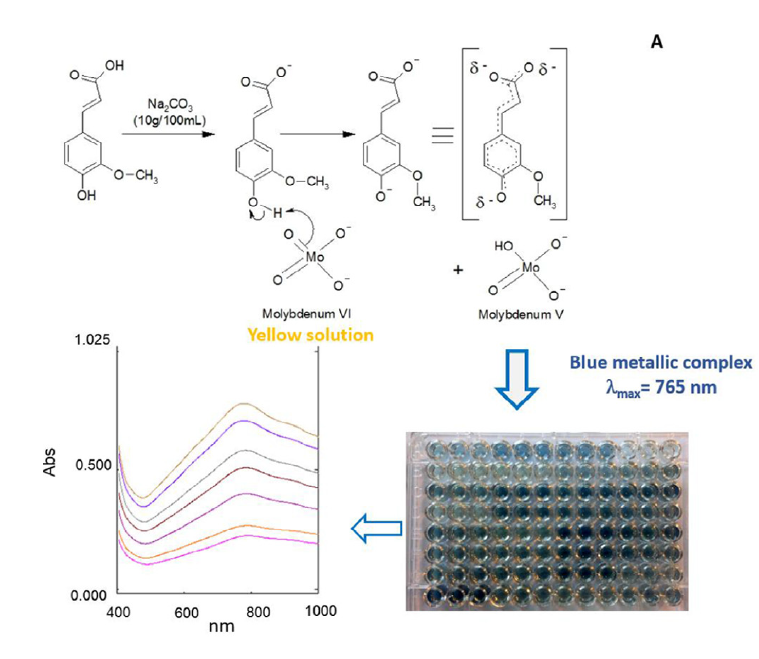 A
O
OH
O
CH₃
OH
Na₂CO₃
(10g/100mL)
O
O⁻
O
CH₃
O
H
O
O⁻
O
CH₃
O⁻
δ -
O
O
δ -
O
CH₃
δ -
O
O
O⁻
Mo
O
O⁻
Molybdenum VI
Yellow solution
+
HO
O⁻
Mo
O
O⁻
Molybdenum V
Blue metallic complex
λmax= 765 nm
1.025
Abs
0.500
0.000
400
600
800
1000
nm